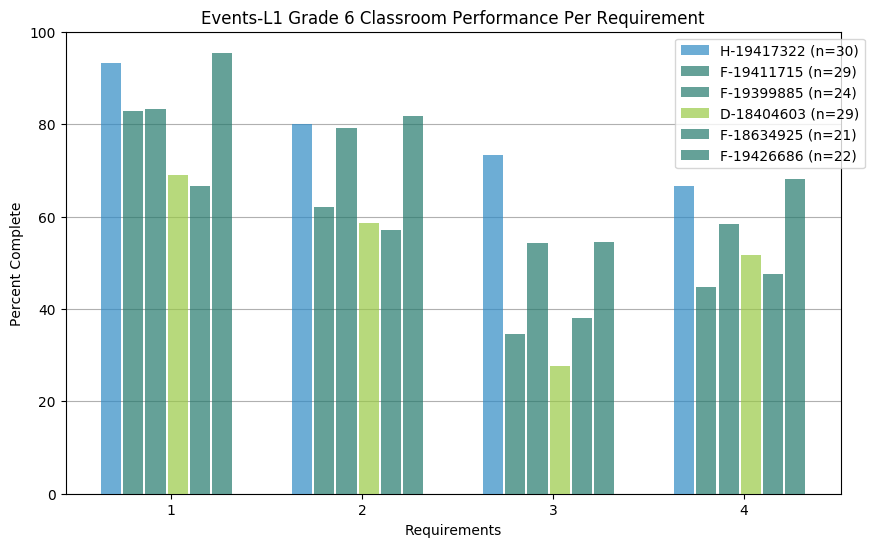 Events-L1 Grade 6 Classroom Performance Per Requirement
H-19417322 (n=30)
F-19411715 (n=29)
F-19399885 (n=24)
D-18404603 (n=29)
F-18634925 (n=21)
F-19426686 (n=22)
100
80
60
40
20
0
Percent Complete
1 2 3 4
Requirements